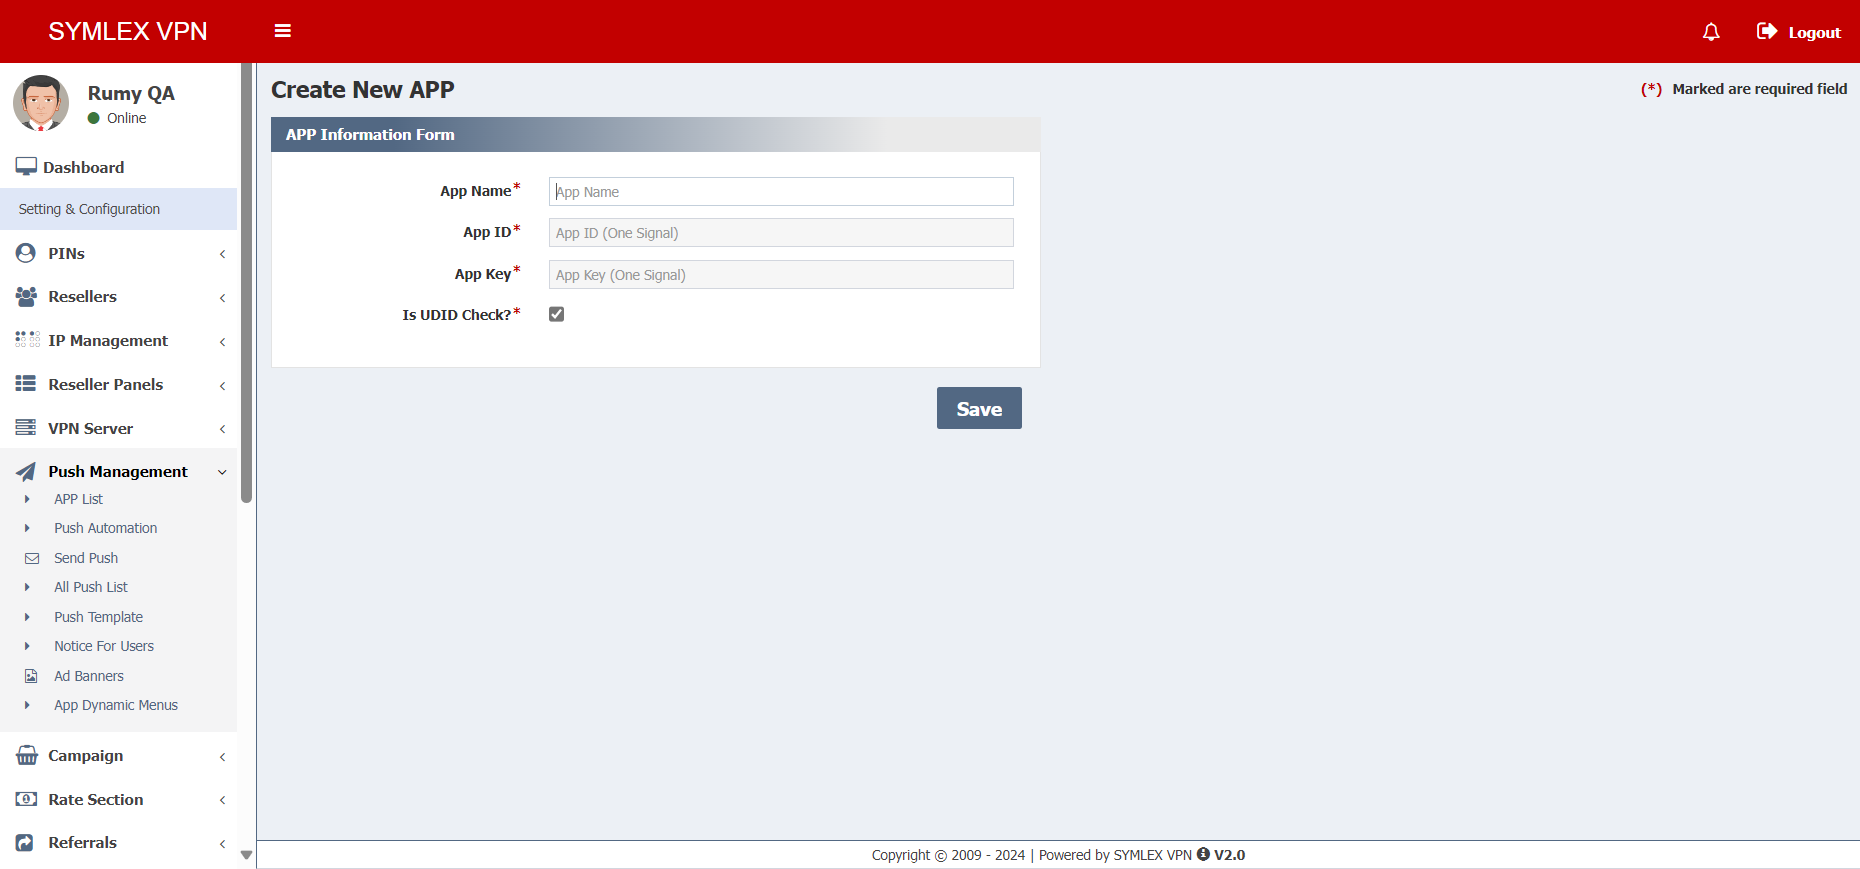 SYMLEX VPN
Logout
Rumy QA
Online
Dashboard
Setting & Configuration
PINs
Resellers
IP Management
Reseller Panels
VPN Server
Push Management
APP List
Push Automation
Send Push
All Push List
Push Template
Notice For Users
Ad Banners
App Dynamic Menus
Campaign
Rate Section
Referrals
Create New APP
(*) Marked are required field
APP Information Form
App Name* App Name
App ID* App ID (One Signal)
App Key* App Key (One Signal)
Is UDID Check?*
Save
Copyright © 2009 - 2024 | Powered by SYMLEX VPN V2.0